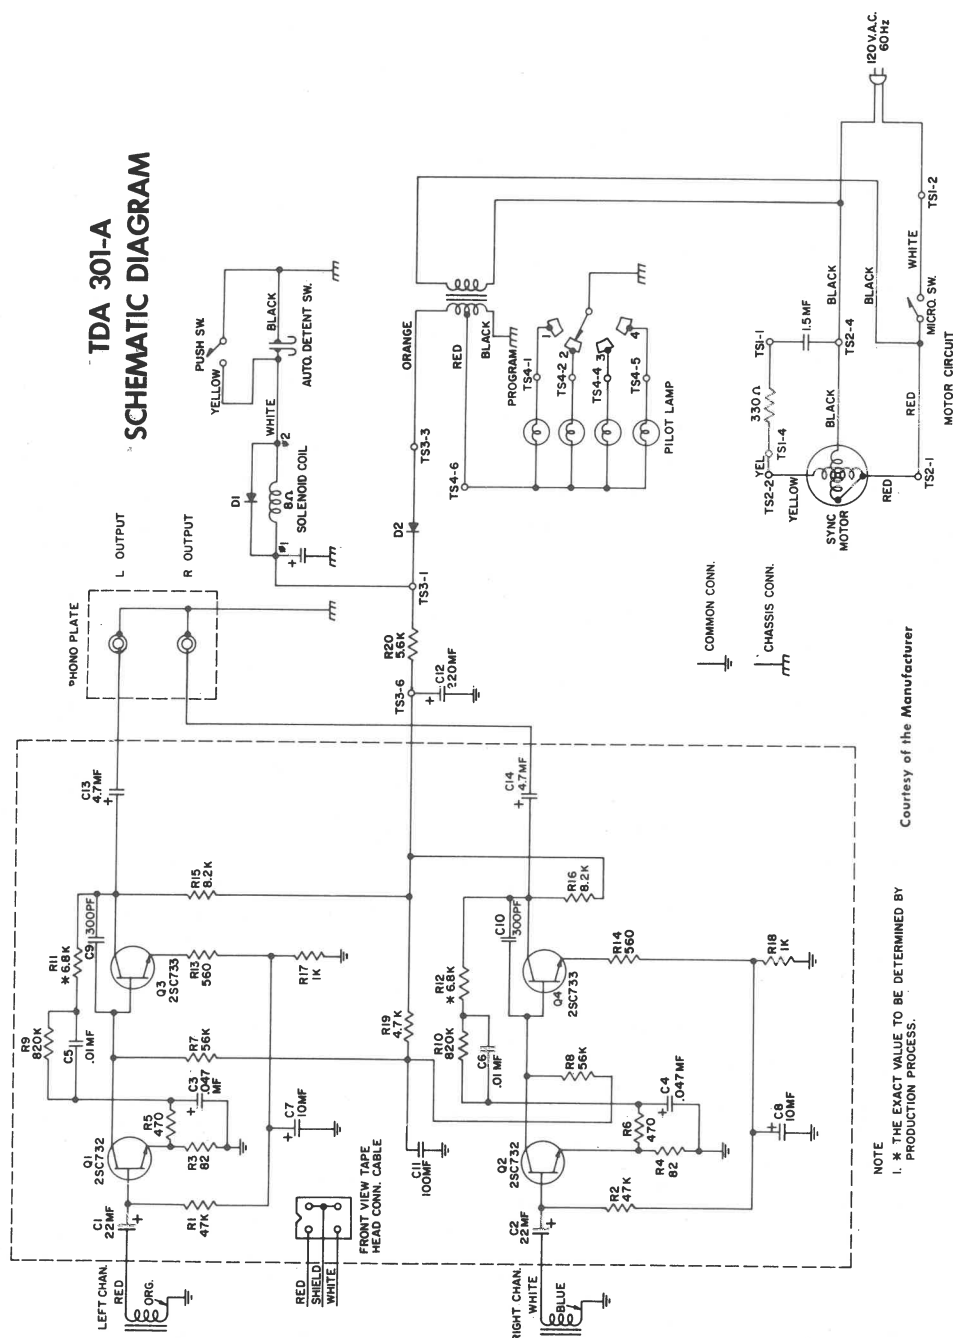 TDA 301-A
SCHEMATIC DIAGRAM
PHONO PLATE
L OUTPUT
R OUTPUT
PUSH SW.
YELLOW
BLACK
AUTO. DETENT SW.
WHITE
D1
#2
8Ω
SOLENOID COIL
#1
+
120 V.A.C.
60Hz
ORANGE
RED
BLACK
TS3-3
TS4-6
D2
TS3-1
R20
5.6K
TS3-6
+
C12
220MF
PROGRAM
TS4-1
1
TS4-2
2
TS4-4
3
TS4-5
4
PILOT LAMP
TS1-1
1.5MF
330Ω
TS1-4
YEL
TS2-2
YELLOW
SYNC
MOTOR
BLACK
TS2-4
BLACK
BLACK
RED
TS2-1
RED
MICRO. SW.
WHITE
TS1-2
MOTOR CIRCUIT
COMMON CONN.
CHASSIS CONN.
LEFT CHAN.
RED
ORG.
C1
22MF
+
R1
47K
Q1
2SC732
R3
82
R5
470
C3
.047
MF
+
R9
820K
C5
.01MF
R11
* 6.8K
C9
300PF
R7
56K
Q3
2SC733
R13
560
R17
1K
R15
8.2K
C13
4.7MF
+
C7
10MF
+
R19
4.7K
C11
100MF
RED
SHIELD
WHITE
FRONT VIEW TAPE
HEAD CONN. CABLE
RIGHT CHAN.
WHITE
BLUE
C2
22MF
+
R2
47K
Q2
2SC732
R4
82
R6
470
C4
.047MF
+
R10
820K
C6
.01MF
R12
* 6.8K
C10
300PF
R8
56K
Q4
2SC733
R14
560
R18
1K
R16
8.2K
C14
4.7MF
+
C8
10MF
+
NOTE
1. * THE EXACT VALUE TO BE DETERMINED BY
PRODUCTION PROCESS.
Courtesy of the Manufacturer